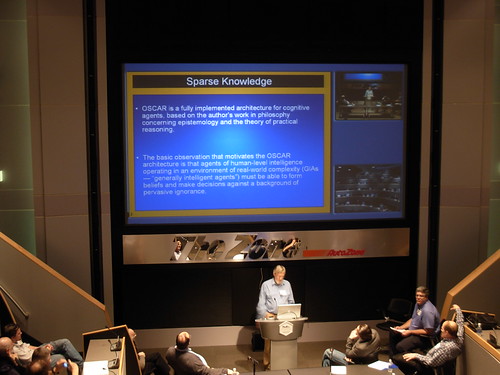 Sparse Knowledge
• OSCAR is a fully implemented architecture for cognitive
agents, based on the author's work in philosophy
concerning epistemology and the theory of practical
reasoning.
• The basic observation that motivates the OSCAR
architecture is that agents of human-level intelligence
operating in an environment of real-world complexity (GIAs
— "generally intelligent agents") must be able to form
beliefs and make decisions against a background of
pervasive ignorance.
The Zone
AutoZone